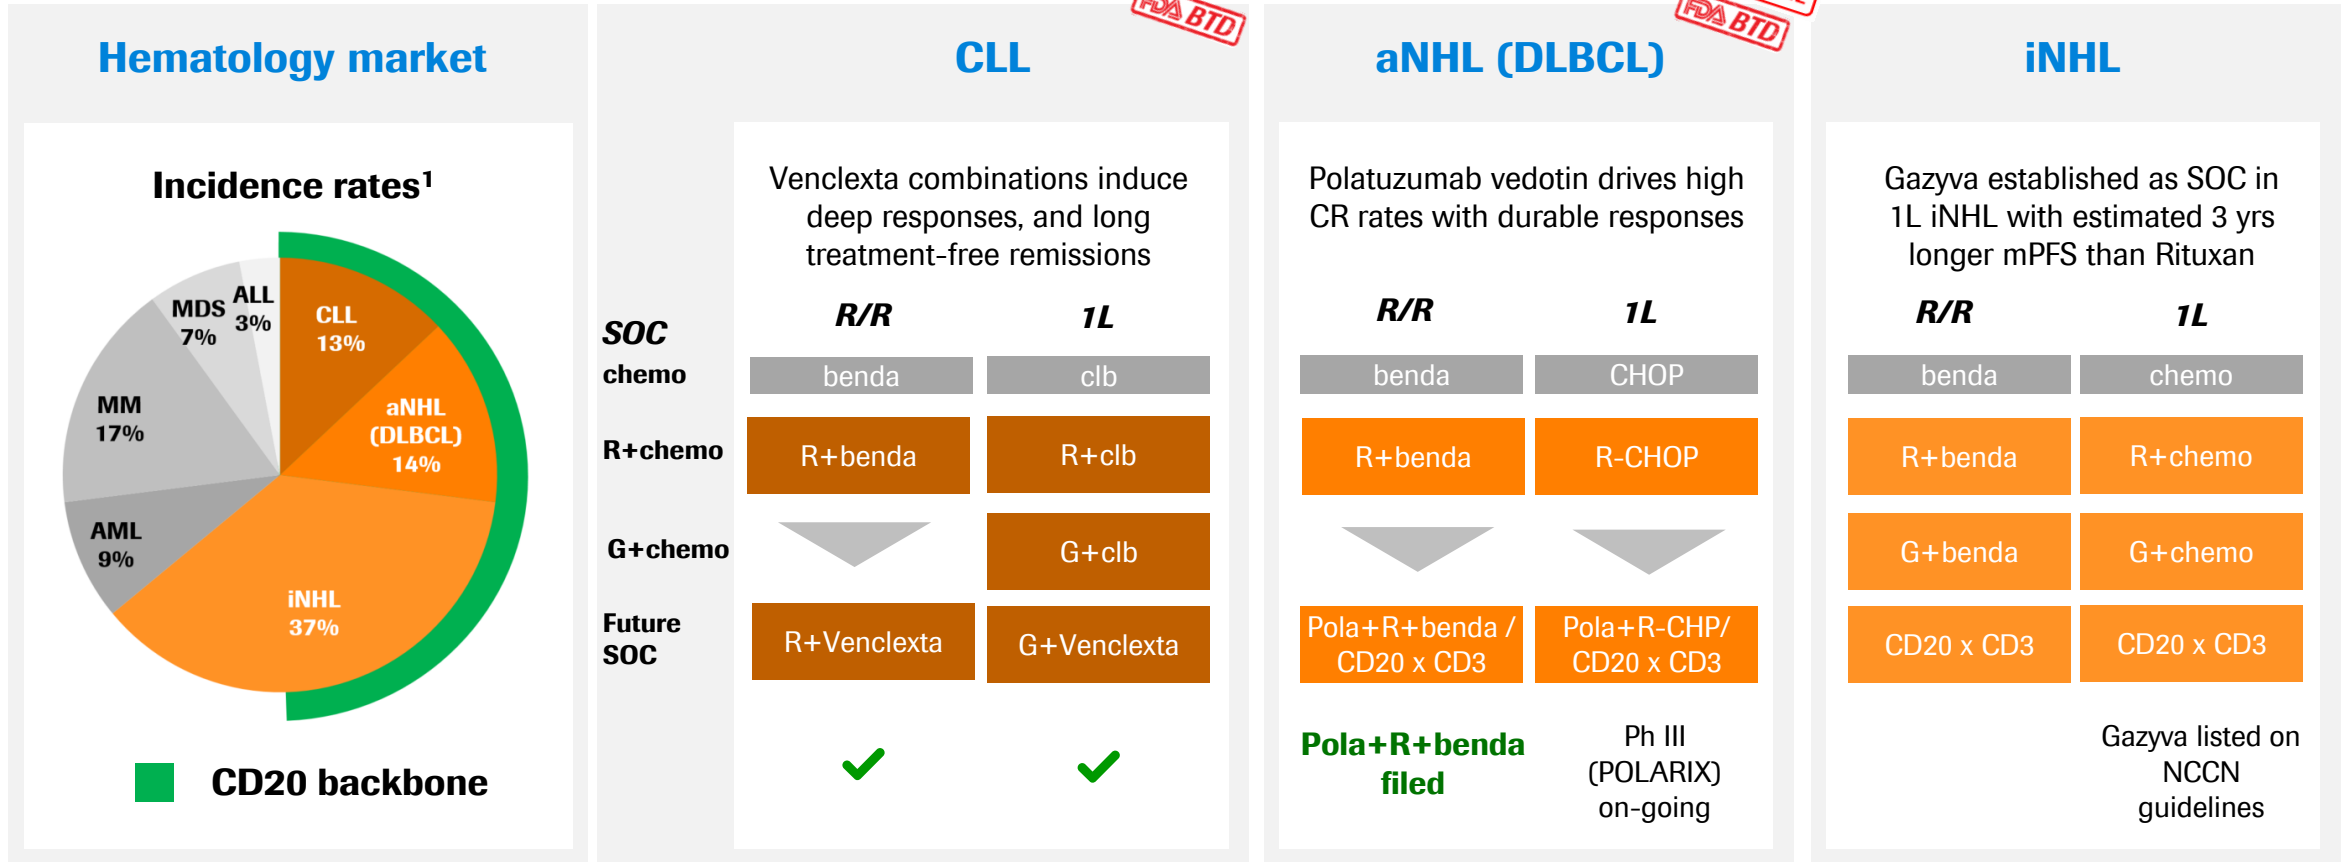 Hematology market
Incidence rates¹
ALL
3%
MDS
7%
CLL
13%
MM
17%
aNHL
(DLBCL)
14%
AML
9%
iNHL
37%
CD20 backbone
FDA BTD
CLL
Venclexta combinations induce
deep responses, and long
treatment-free remissions
SOC
R/R
1L
chemo
benda
clb
R+chemo
R+benda
R+clb
G+chemo
G+clb
Future
SOC
R+Venclexta
G+Venclexta
FDA BTD
aNHL (DLBCL)
Polatuzumab vedotin drives high
CR rates with durable responses
R/R
1L
benda
CHOP
R+benda
R-CHOP
Pola+R+benda /
CD20 x CD3
Pola+R-CHP/
CD20 x CD3
Pola+R+benda
filed
Ph III
(POLARIX)
on-going
iNHL
Gazyva established as SOC in
1L iNHL with estimated 3 yrs
longer mPFS than Rituxan
R/R
1L
benda
chemo
R+benda
R+chemo
G+benda
G+chemo
CD20 x CD3
CD20 x CD3
Gazyva listed on
NCCN
guidelines